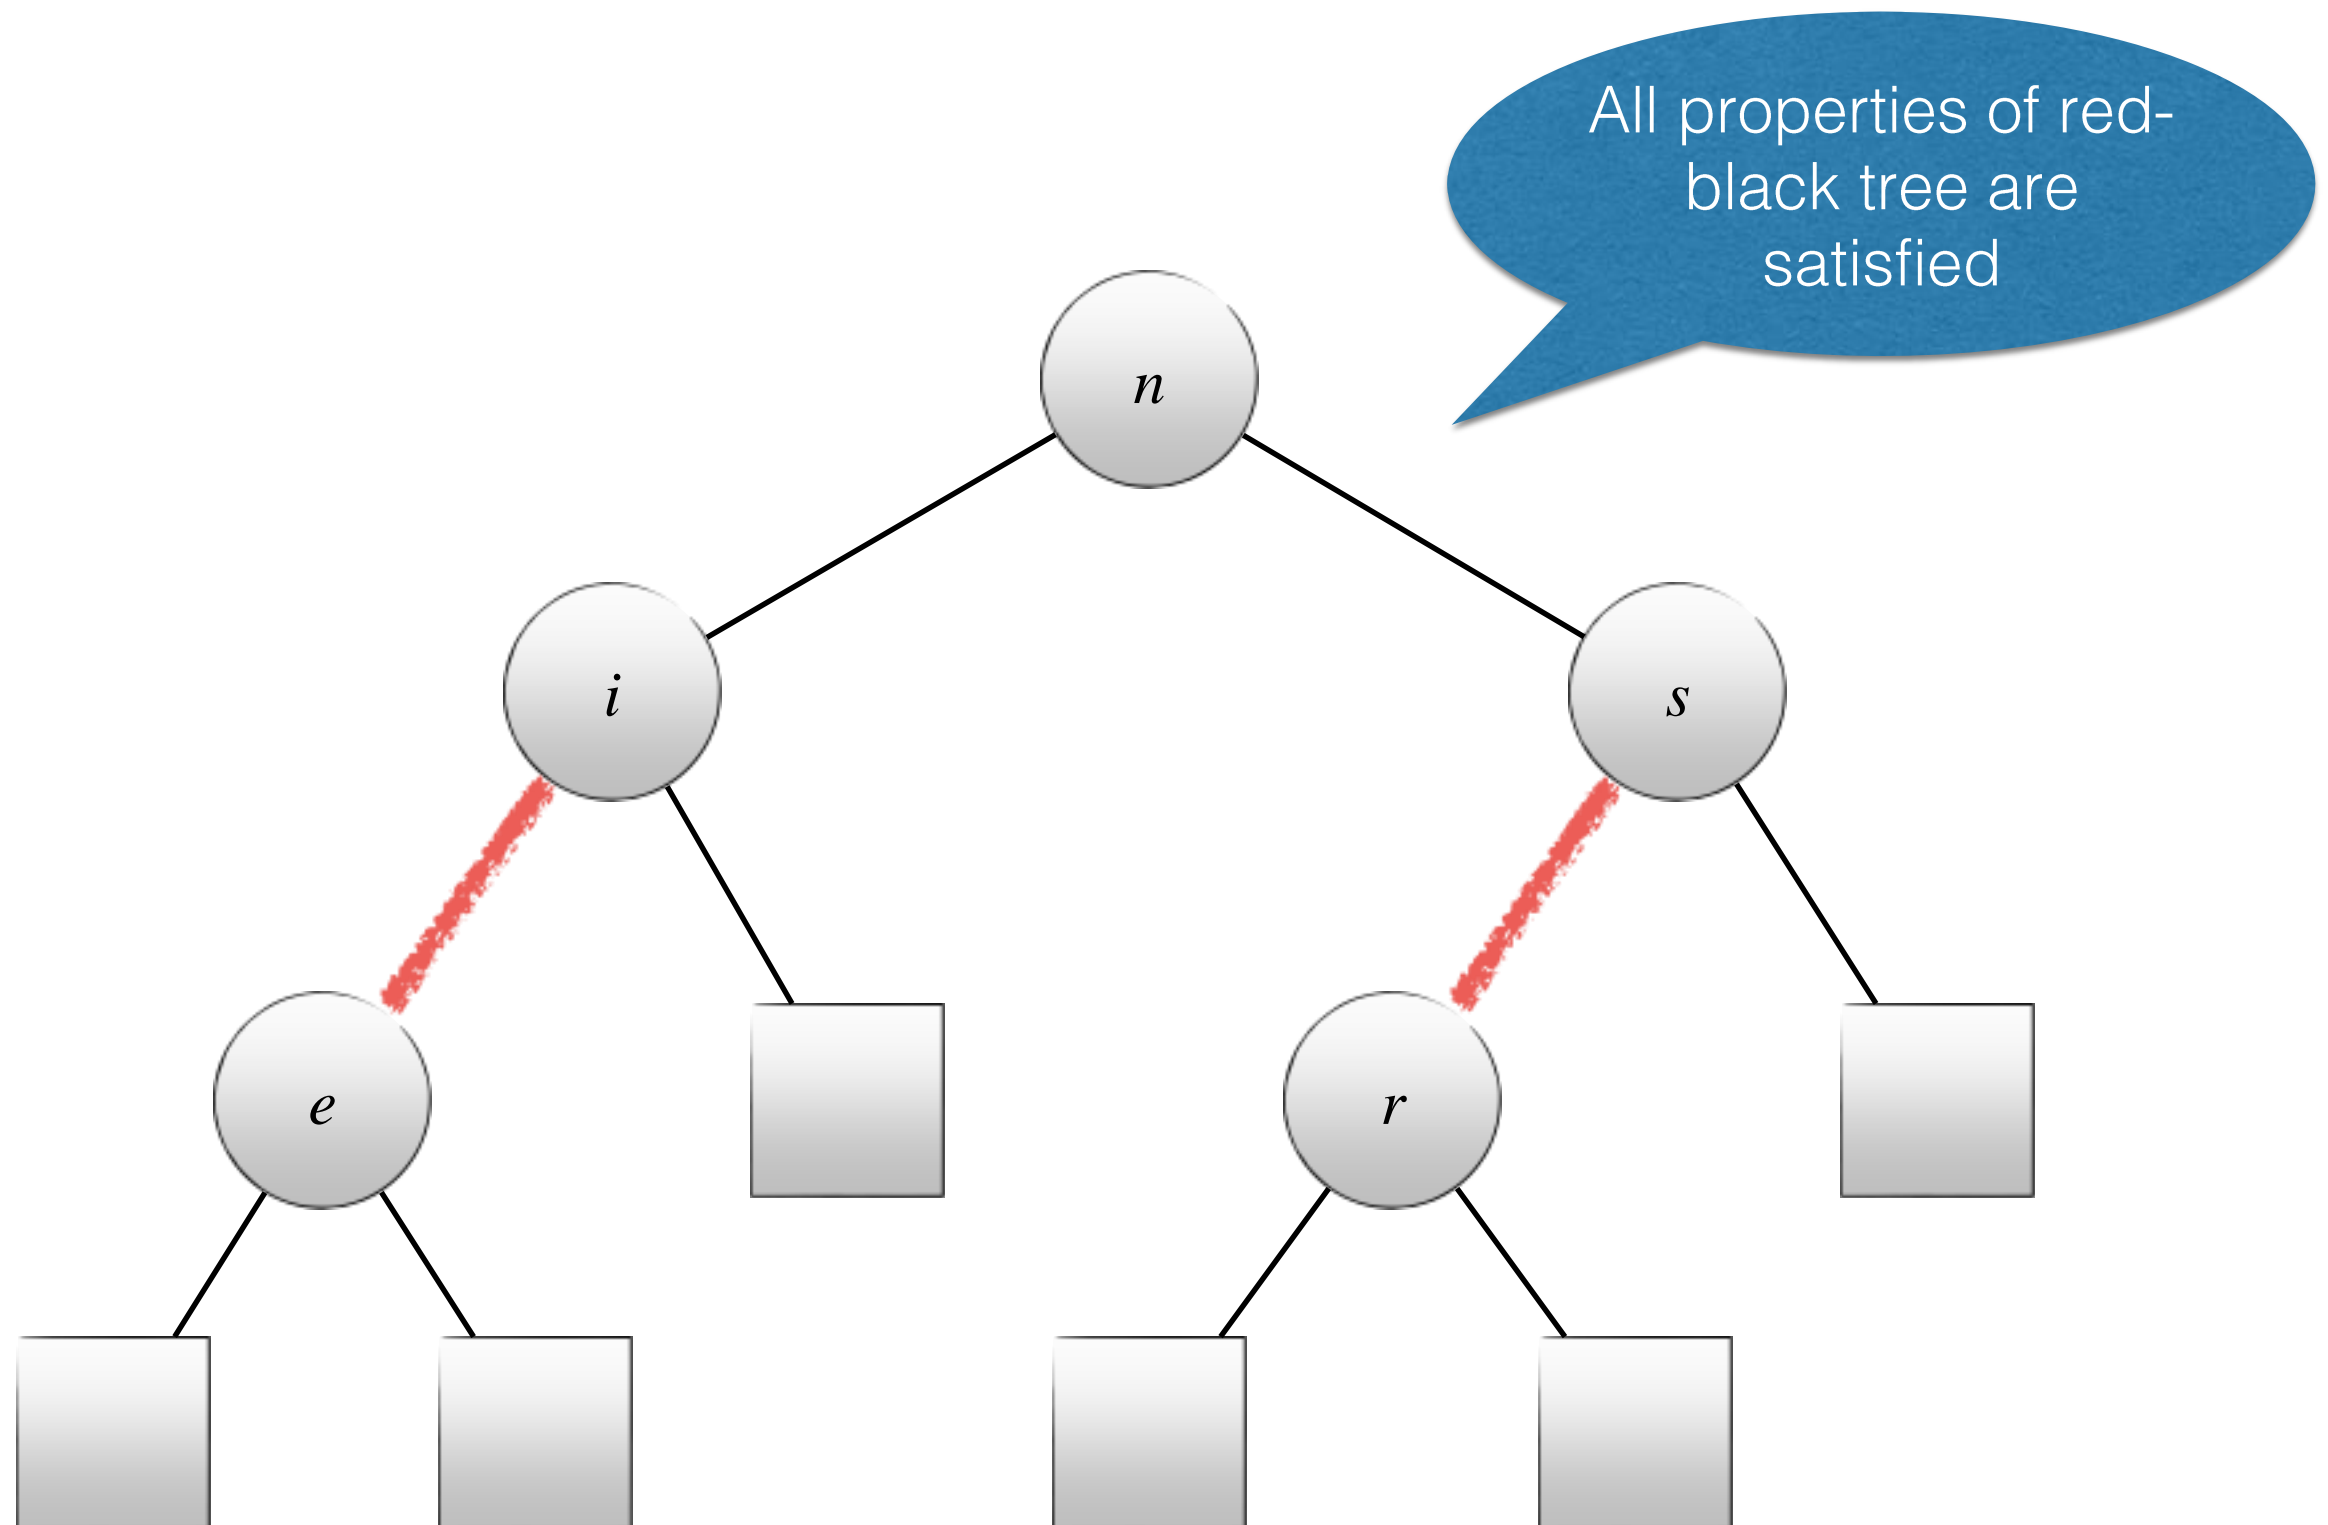 All properties of red-
black tree are
satisfied
n
i
s
e
r